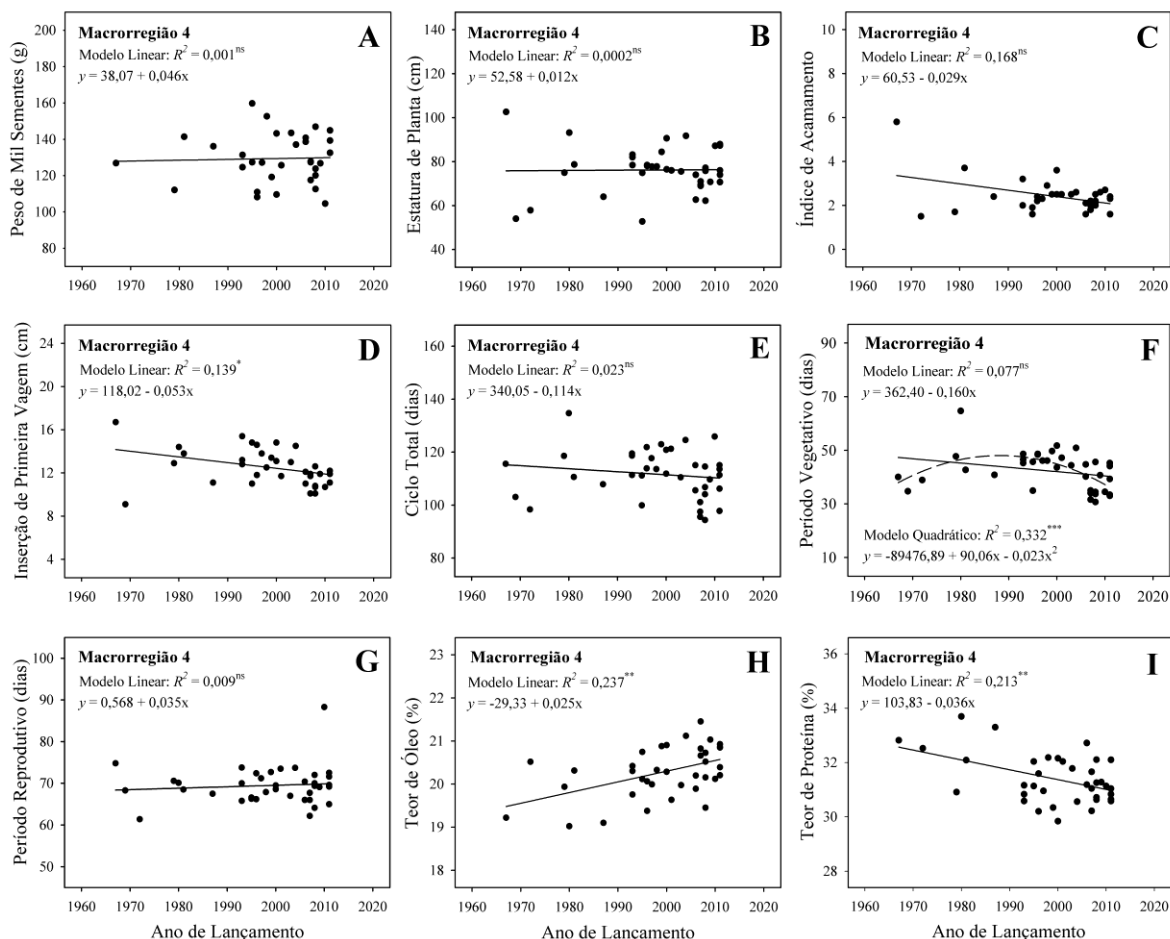 Macrorregião 4
A
Modelo Linear: R² = 0,001ns
y = 38,07 + 0,046x
Peso de Mil Sementes (g)
200
180
160
140
120
100
80
1960 1970 1980 1990 2000 2010 2020
Macrorregião 4
B
Modelo Linear: R² = 0,0002ns
y = 52,58 + 0,012x
Estatura de Planta (cm)
140
120
100
80
60
40
1960 1970 1980 1990 2000 2010 2020
Macrorregião 4
C
Modelo Linear: R² = 0,168ns
y = 60,53 - 0,029x
Índice de Acamamento
10
8
6
4
2
0
1960 1970 1980 1990 2000 2010 2020
Macrorregião 4
D
Modelo Linear: R² = 0,139*
y = 118,02 - 0,053x
Inserção de Primeira Vagem (cm)
24
20
16
12
8
4
1960 1970 1980 1990 2000 2010 2020
Macrorregião 4
E
Modelo Linear: R² = 0,023ns
y = 340,05 - 0,114x
Ciclo Total (dias)
160
140
120
100
80
1960 1970 1980 1990 2000 2010 2020
Macrorregião 4
F
Modelo Linear: R² = 0,077ns
y = 362,40 - 0,160x
Modelo Quadrático: R² = 0,332***
y = -89476,89 + 90,06x - 0,023x²
Período Vegetativo (dias)
90
70
50
30
10
1960 1970 1980 1990 2000 2010 2020
Macrorregião 4
G
Modelo Linear: R² = 0,009ns
y = 0,568 + 0,035x
Período Reprodutivo (dias)
100
90
80
70
60
50
1960 1970 1980 1990 2000 2010 2020
Ano de Lançamento
Macrorregião 4
H
Modelo Linear: R² = 0,237**
y = -29,33 + 0,025x
Teor de Óleo (%)
23
22
21
20
19
18
1960 1970 1980 1990 2000 2010 2020
Ano de Lançamento
Macrorregião 4
I
Modelo Linear: R² = 0,213**
y = 103,83 - 0,036x
Teor de Proteína (%)
36
34
32
30
28
1960 1970 1980 1990 2000 2010 2020
Ano de Lançamento